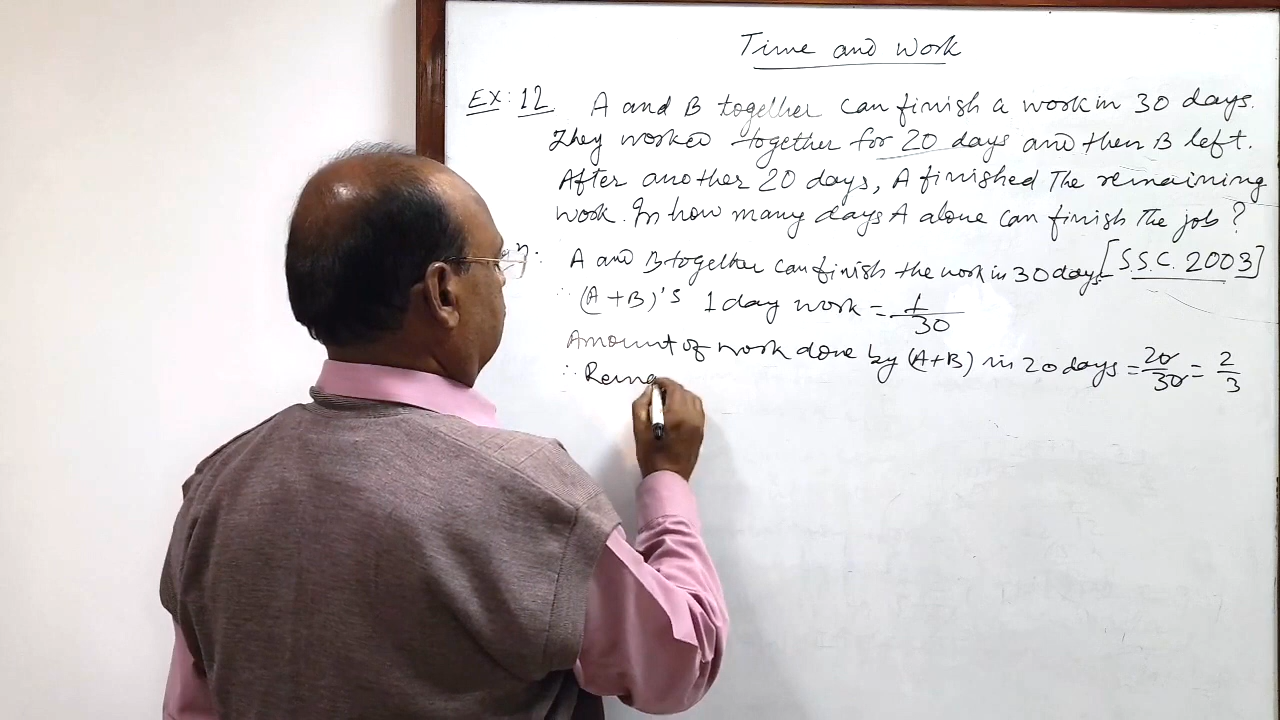 Time and Work
Ex: 12 A and B together can finish a work in 30 days.
They worked together for 20 days and then B left.
After another 20 days, A finished The remaining
work. In how many days A alone can finish The job?
[S.S.C. 2003]
A and B together can finish the work in 30 days
∴ (A+B)'s 1 day work = 1/30
Amount of work done by (A+B) in 20 days = 20/30 = 2/3
∴ Rema